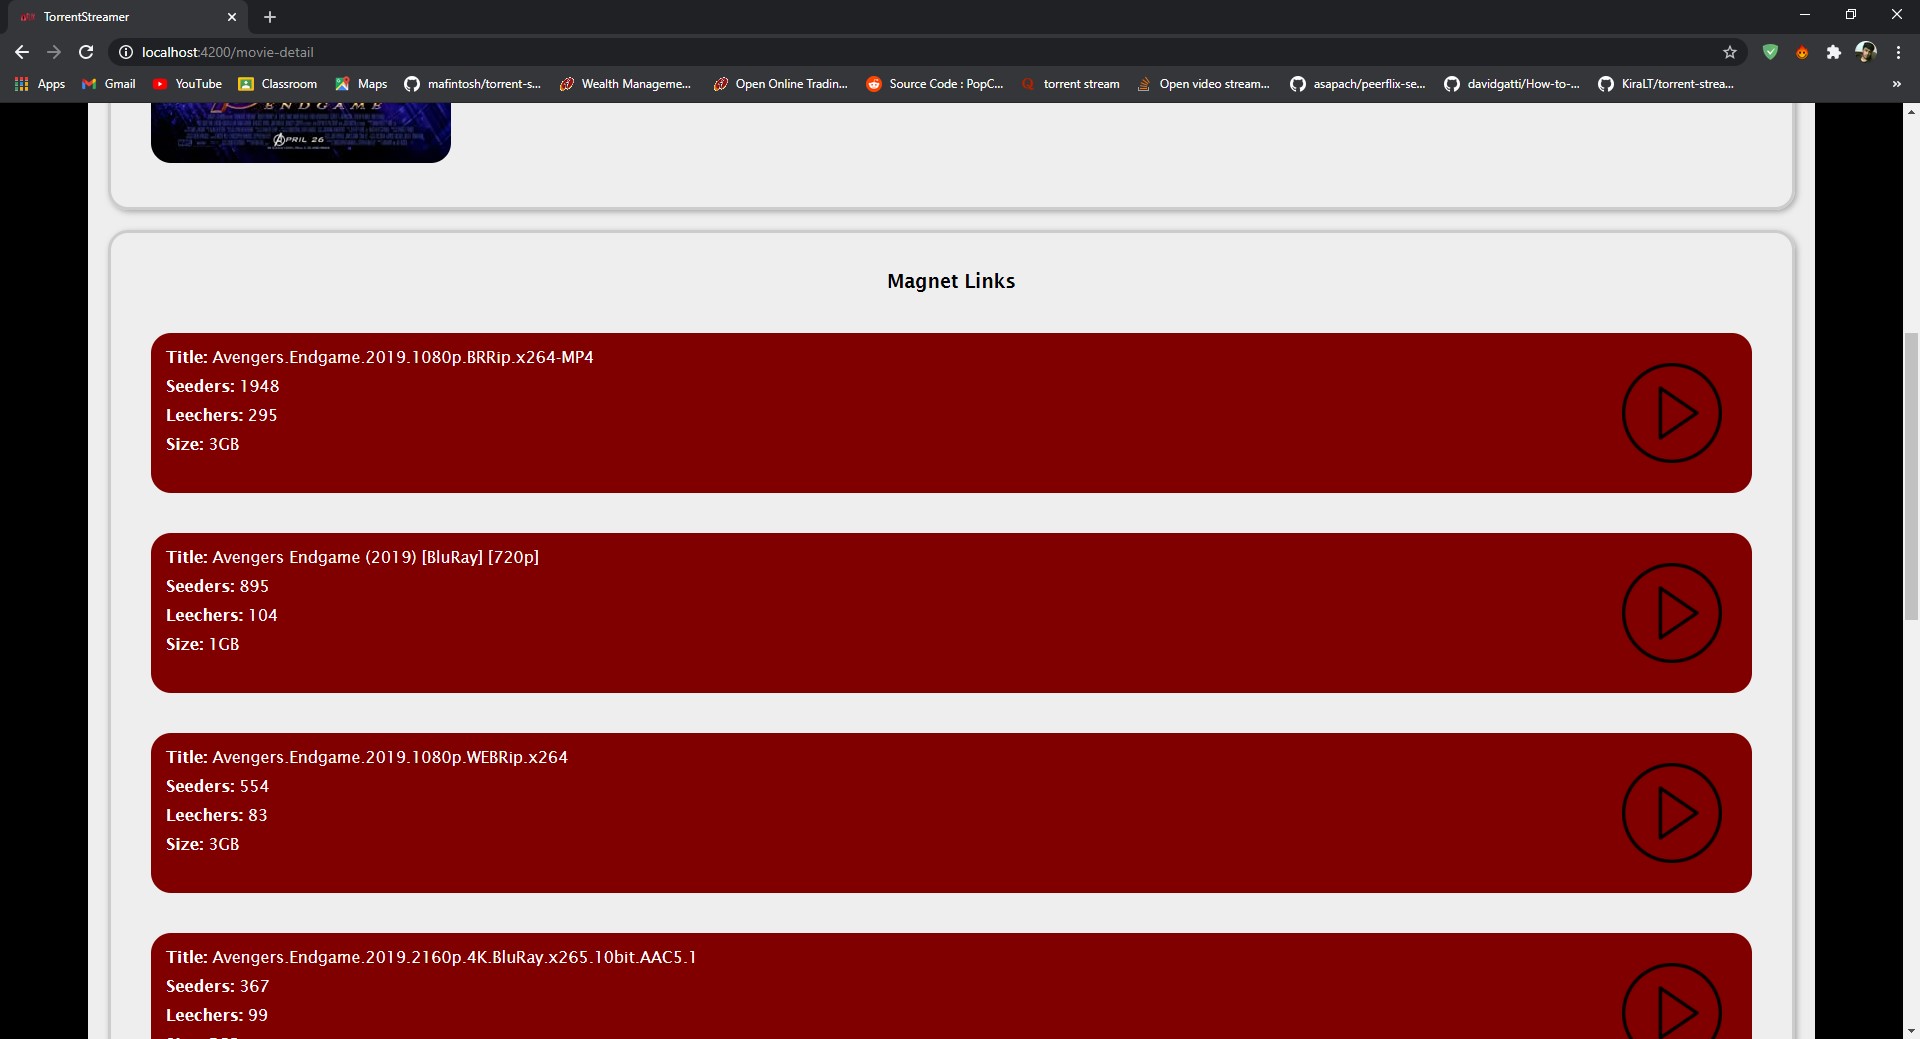 TorrentStreamer
localhost:4200/movie-detail
Apps Gmail YouTube Classroom Maps mafintosh/torrent-s... Wealth Manageme... Open Online Tradin... Source Code : PopC... torrent stream Open video stream... asapach/peerflix-se... davidgatti/How-to-... KiraLT/torrent-strea... »
ENDGAME
APRIL 26
Magnet Links
Title: Avengers.Endgame.2019.1080p.BRRip.x264-MP4
Seeders: 1948
Leechers: 295
Size: 3GB
Title: Avengers Endgame (2019) [BluRay] [720p]
Seeders: 895
Leechers: 104
Size: 1GB
Title: Avengers.Endgame.2019.1080p.WEBRip.x264
Seeders: 554
Leechers: 83
Size: 3GB
Title: Avengers.Endgame.2019.2160p.4K.BluRay.x265.10bit.AAC5.1
Seeders: 367
Leechers: 99